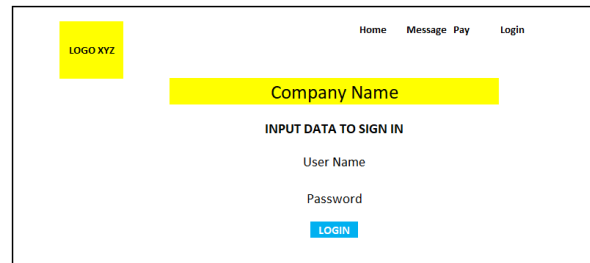 Home Message Pay Login
LOGO XYZ
Company Name
INPUT DATA TO SIGN IN
User Name
Password
LOGIN